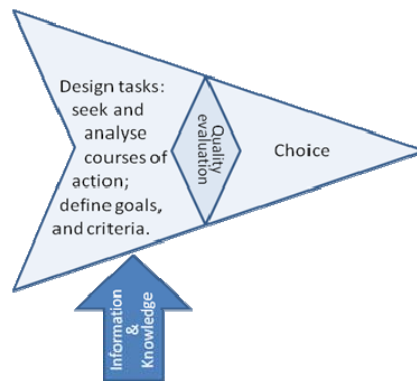 Design tasks:
seek and
analyse
courses of
action;
define goals,
and criteria.
Quality
evaluation
Choice
Information
&
Knowledge